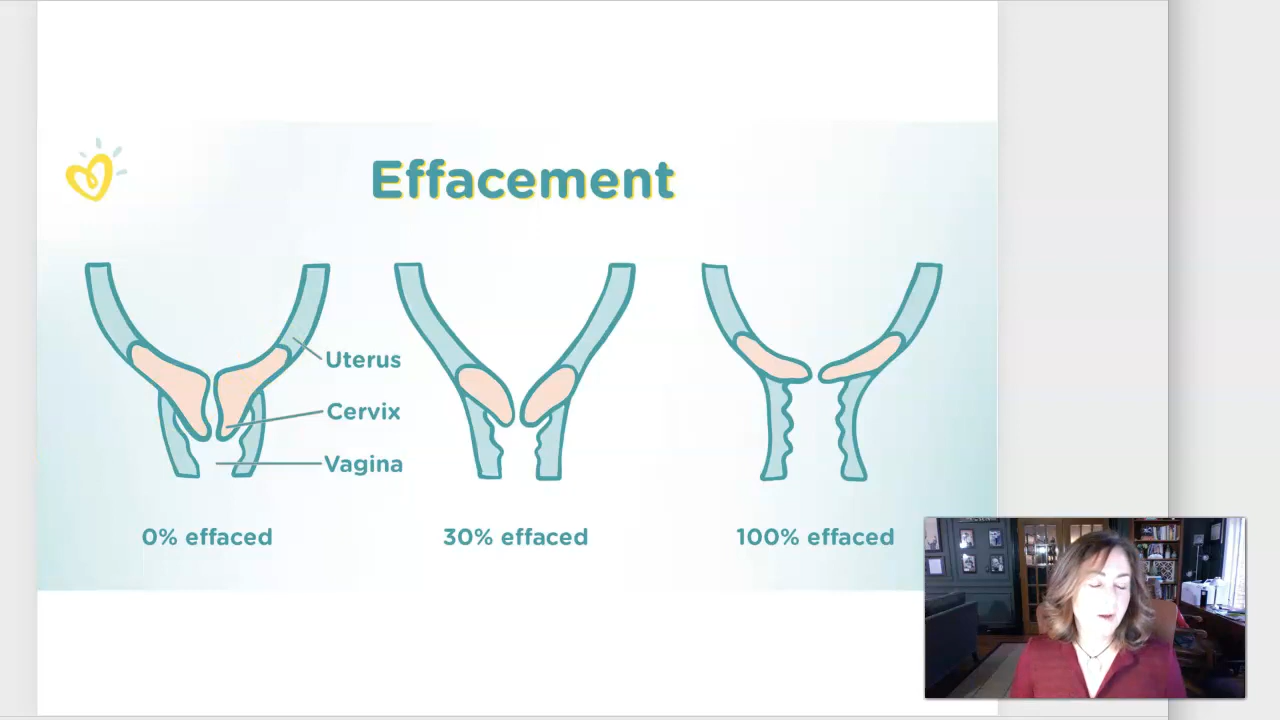 Effacement
Uterus
Cervix
Vagina
0% effaced
30% effaced
100% effaced